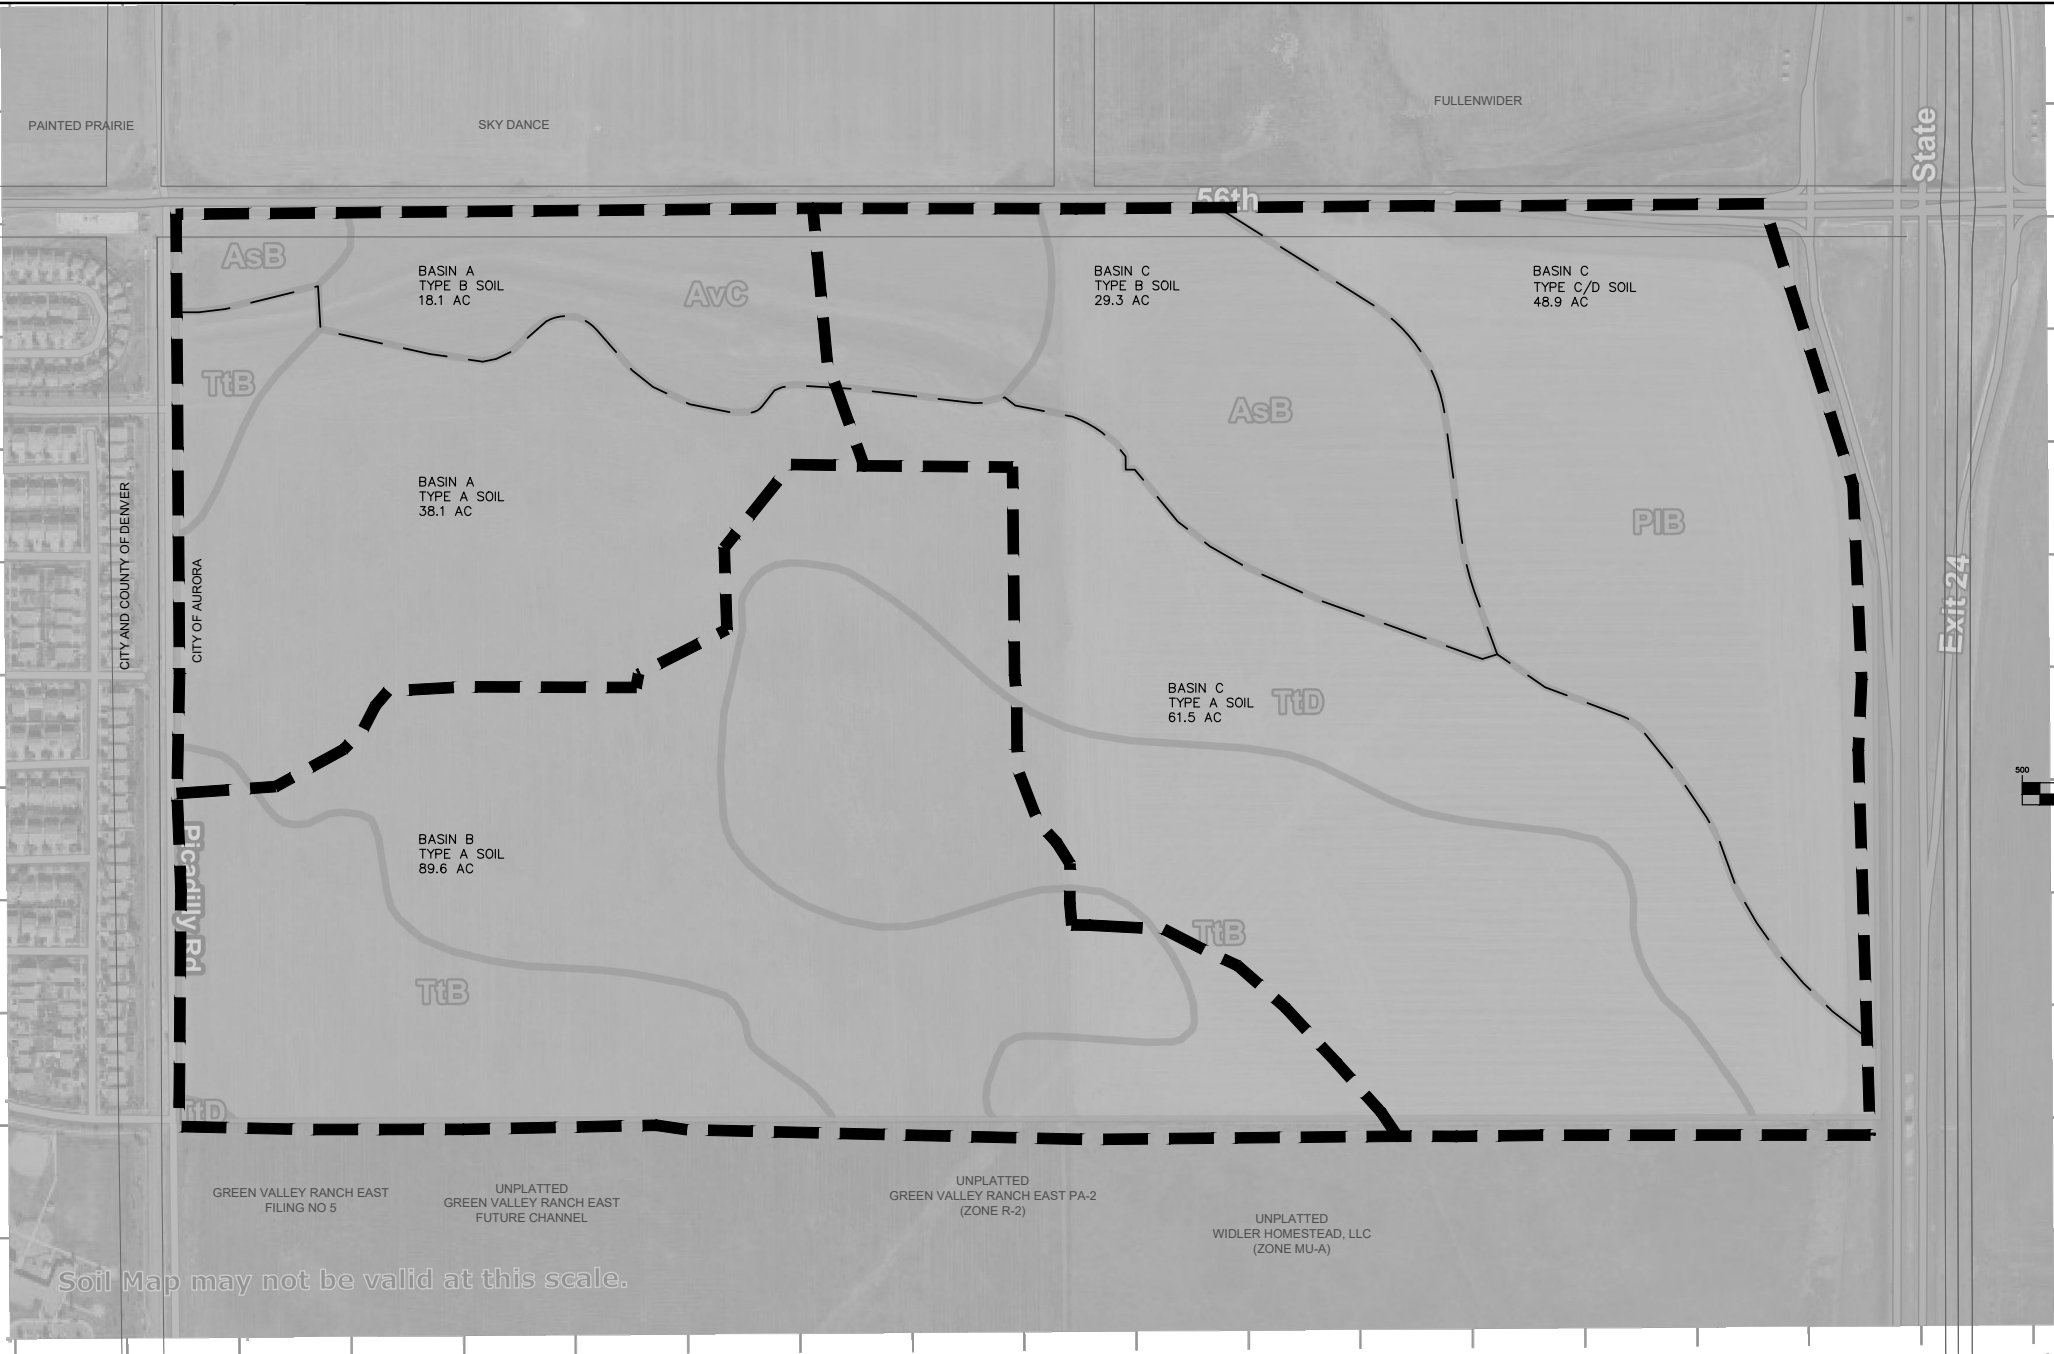 FULLENWIDER
PAINTED PRAIRIE
SKY DANCE
State
56th
AsB
BASIN A
TYPE B SOIL
18.1 AC
AvC
BASIN C
TYPE B SOIL
29.3 AC
BASIN C
TYPE C/D SOIL
48.9 AC
TtB
AsB
BASIN A
TYPE A SOIL
38.1 AC
PlB
CITY AND COUNTY OF DENVER
CITY OF AURORA
Exit 24
BASIN C
TYPE A SOIL
61.5 AC
TtD
500
BASIN B
TYPE A SOIL
89.6 AC
Picadilly Rd
TtB
TtB
TtD
GREEN VALLEY RANCH EAST
FILING NO 5
UNPLATTED
GREEN VALLEY RANCH EAST
FUTURE CHANNEL
UNPLATTED
GREEN VALLEY RANCH EAST PA-2
(ZONE R-2)
UNPLATTED
WIDLER HOMESTEAD, LLC
(ZONE MU-A)
Soil Map may not be valid at this scale.